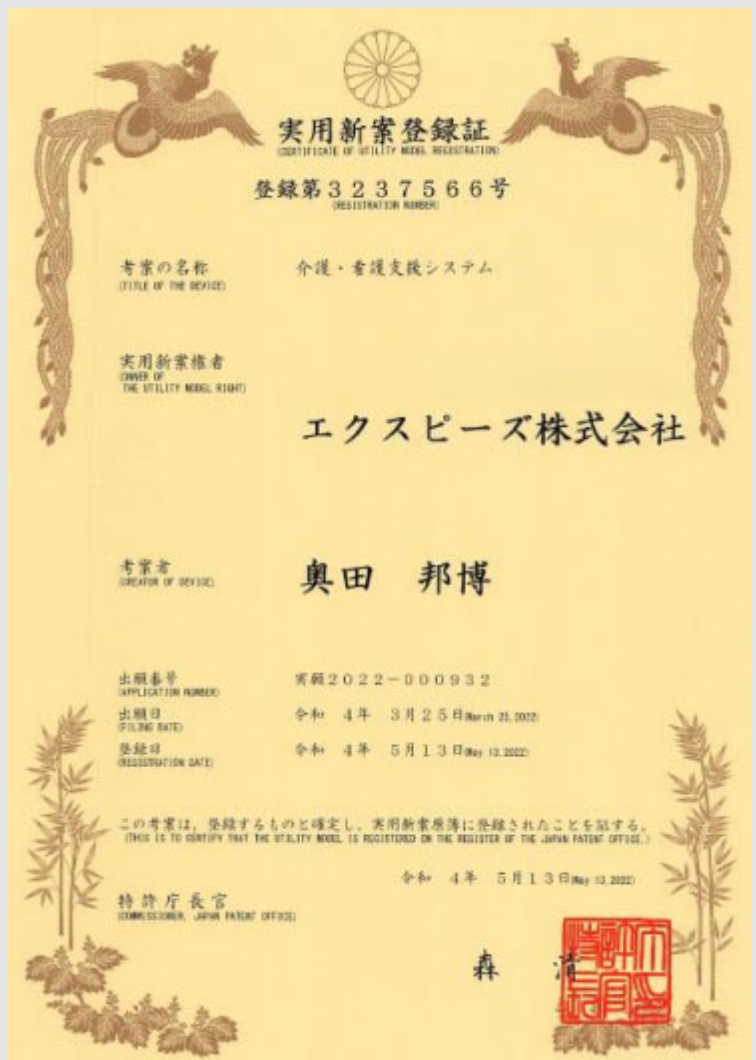 実用新案登録証
(CERTIFICATE OF UTILITY MODEL REGISTRATION)
登録第3237566号
(REGISTRATION NUMBER)
考案の名称
(TITLE OF THE DEVICE)
介護・看護支援システム
実用新案権者
(OWNER OF
THE UTILITY MODEL RIGHT)
エクスピーズ株式会社
考案者
(CREATOR OF DEVICE)
奥田 邦博
出願番号
(APPLICATION NUMBER)
実願2022-000932
出願日
(FILING DATE)
令和 4年 3月25日(March 25,2022)
登録日
(REGISTRATION DATE)
令和 4年 5月13日(May 13,2022)
この考案は、登録するものと確定し、実用新案原簿に登録されたことを証する。
(THIS IS TO CERTIFY THAT THE UTILITY MODEL IS REGISTERED ON THE REGISTER OF THE JAPAN PATENT OFFICE.)
令和 4年 5月13日(May 13,2022)
特許庁長官
(COMMISSIONER, JAPAN PATENT OFFICE)
森 清